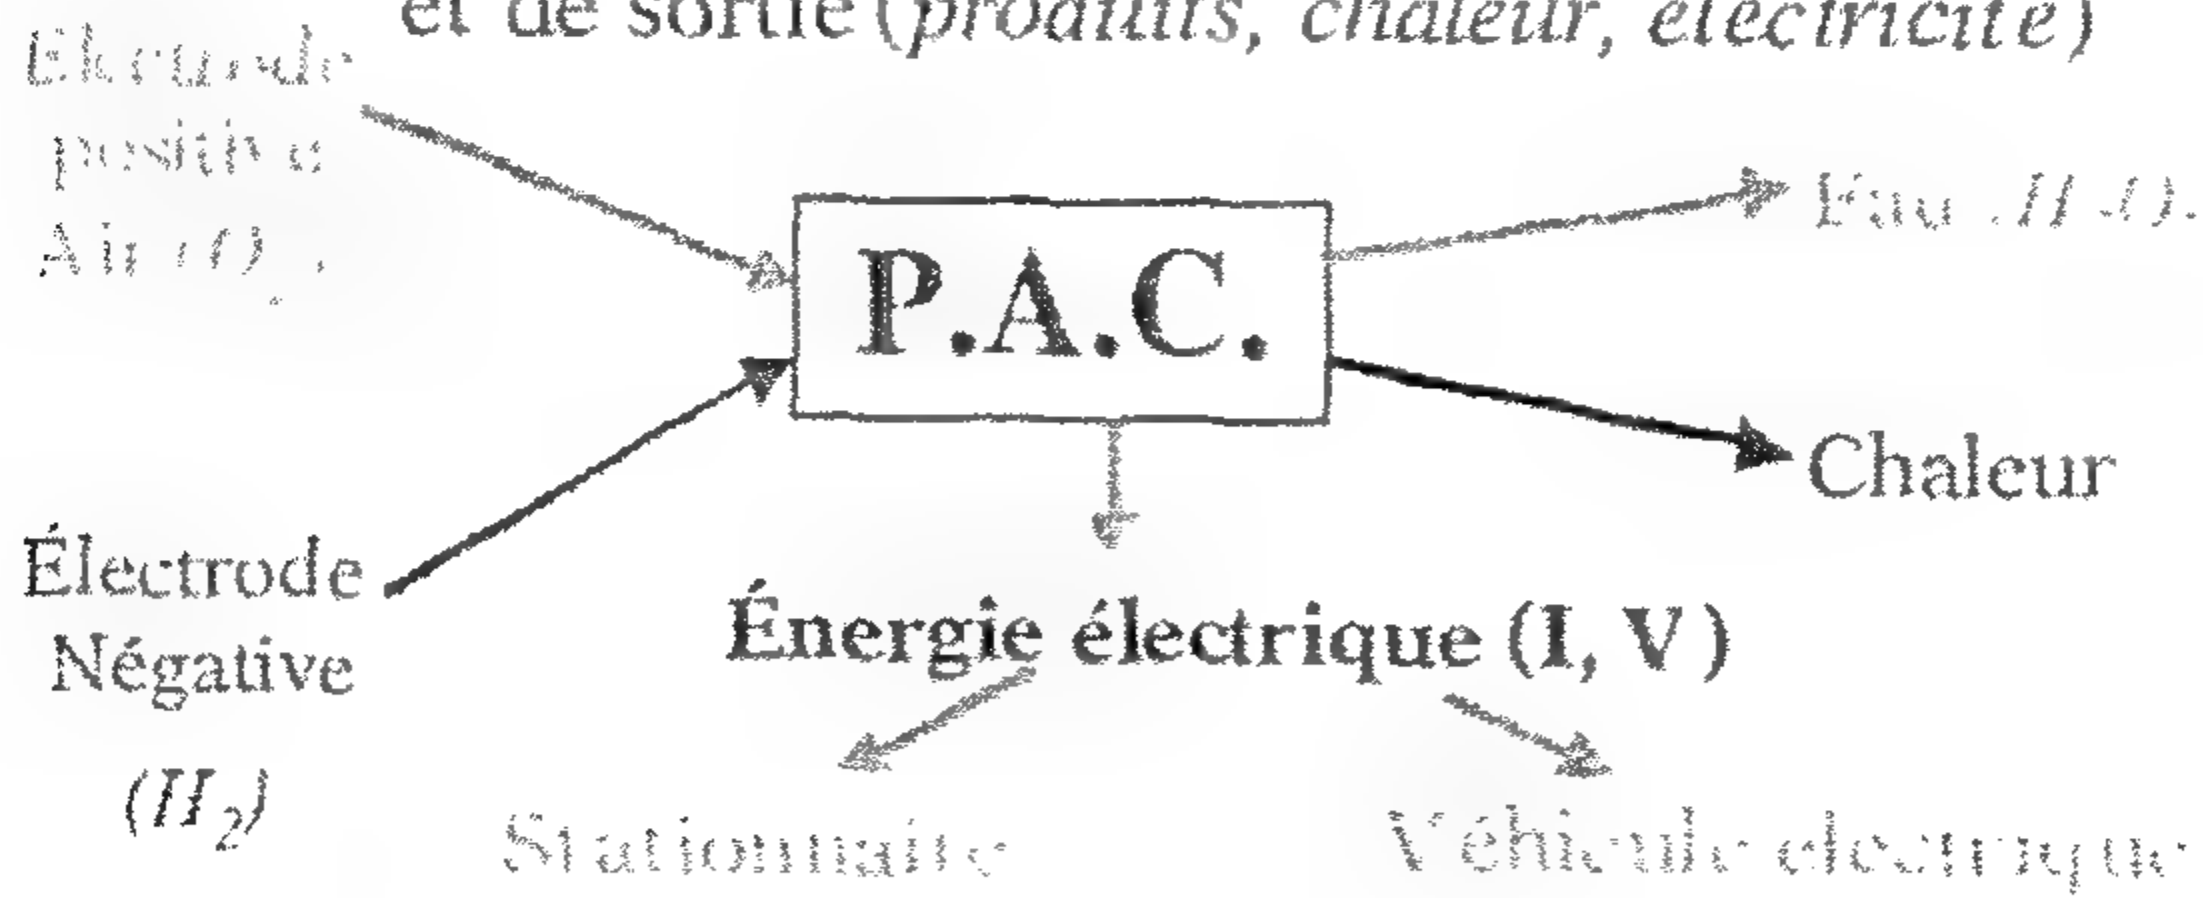 et de sortie (produits, chaleur, électricité)
Électrode
positive
Air (O₂)
P.A.C.
Eau (H₂O)
Chaleur
Électrode
Négative
(H₂)
Énergie électrique (I, V)
Stationnaire
Véhicule électrique